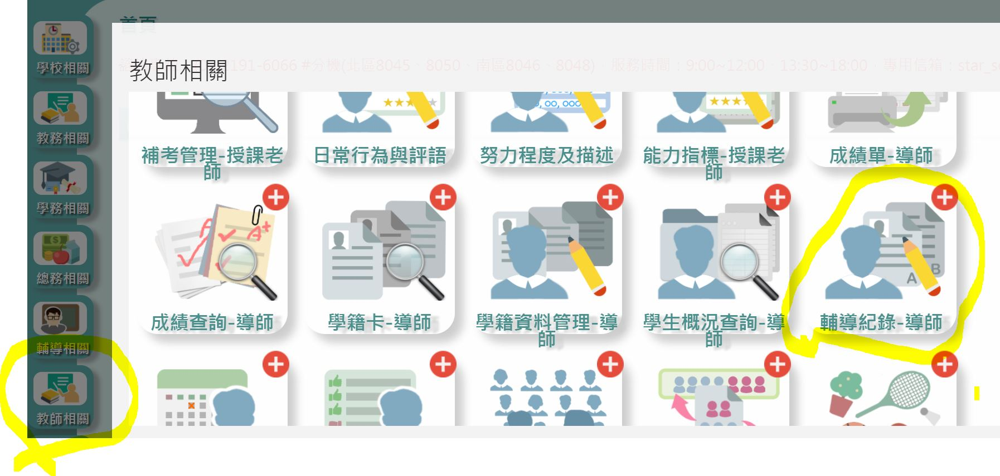 首頁
學校相關
教務相關
學務相關
總務相關
輔導相關
教師相關
教師相關
2191-6066 #分機(北區8045、8050、南區8046、8048)，服務時間：9:00~12:00、13:30~18:00，專用信箱：star_s
補考管理-授課老
師
日常行為與評語
努力程度及描述
能力指標-授課老
師
成績單-導師
成績查詢-導師
學籍卡-導師
學籍資料管理-導
師
學生概況查詢-導
師
輔導紀錄-導師
A
B
A+